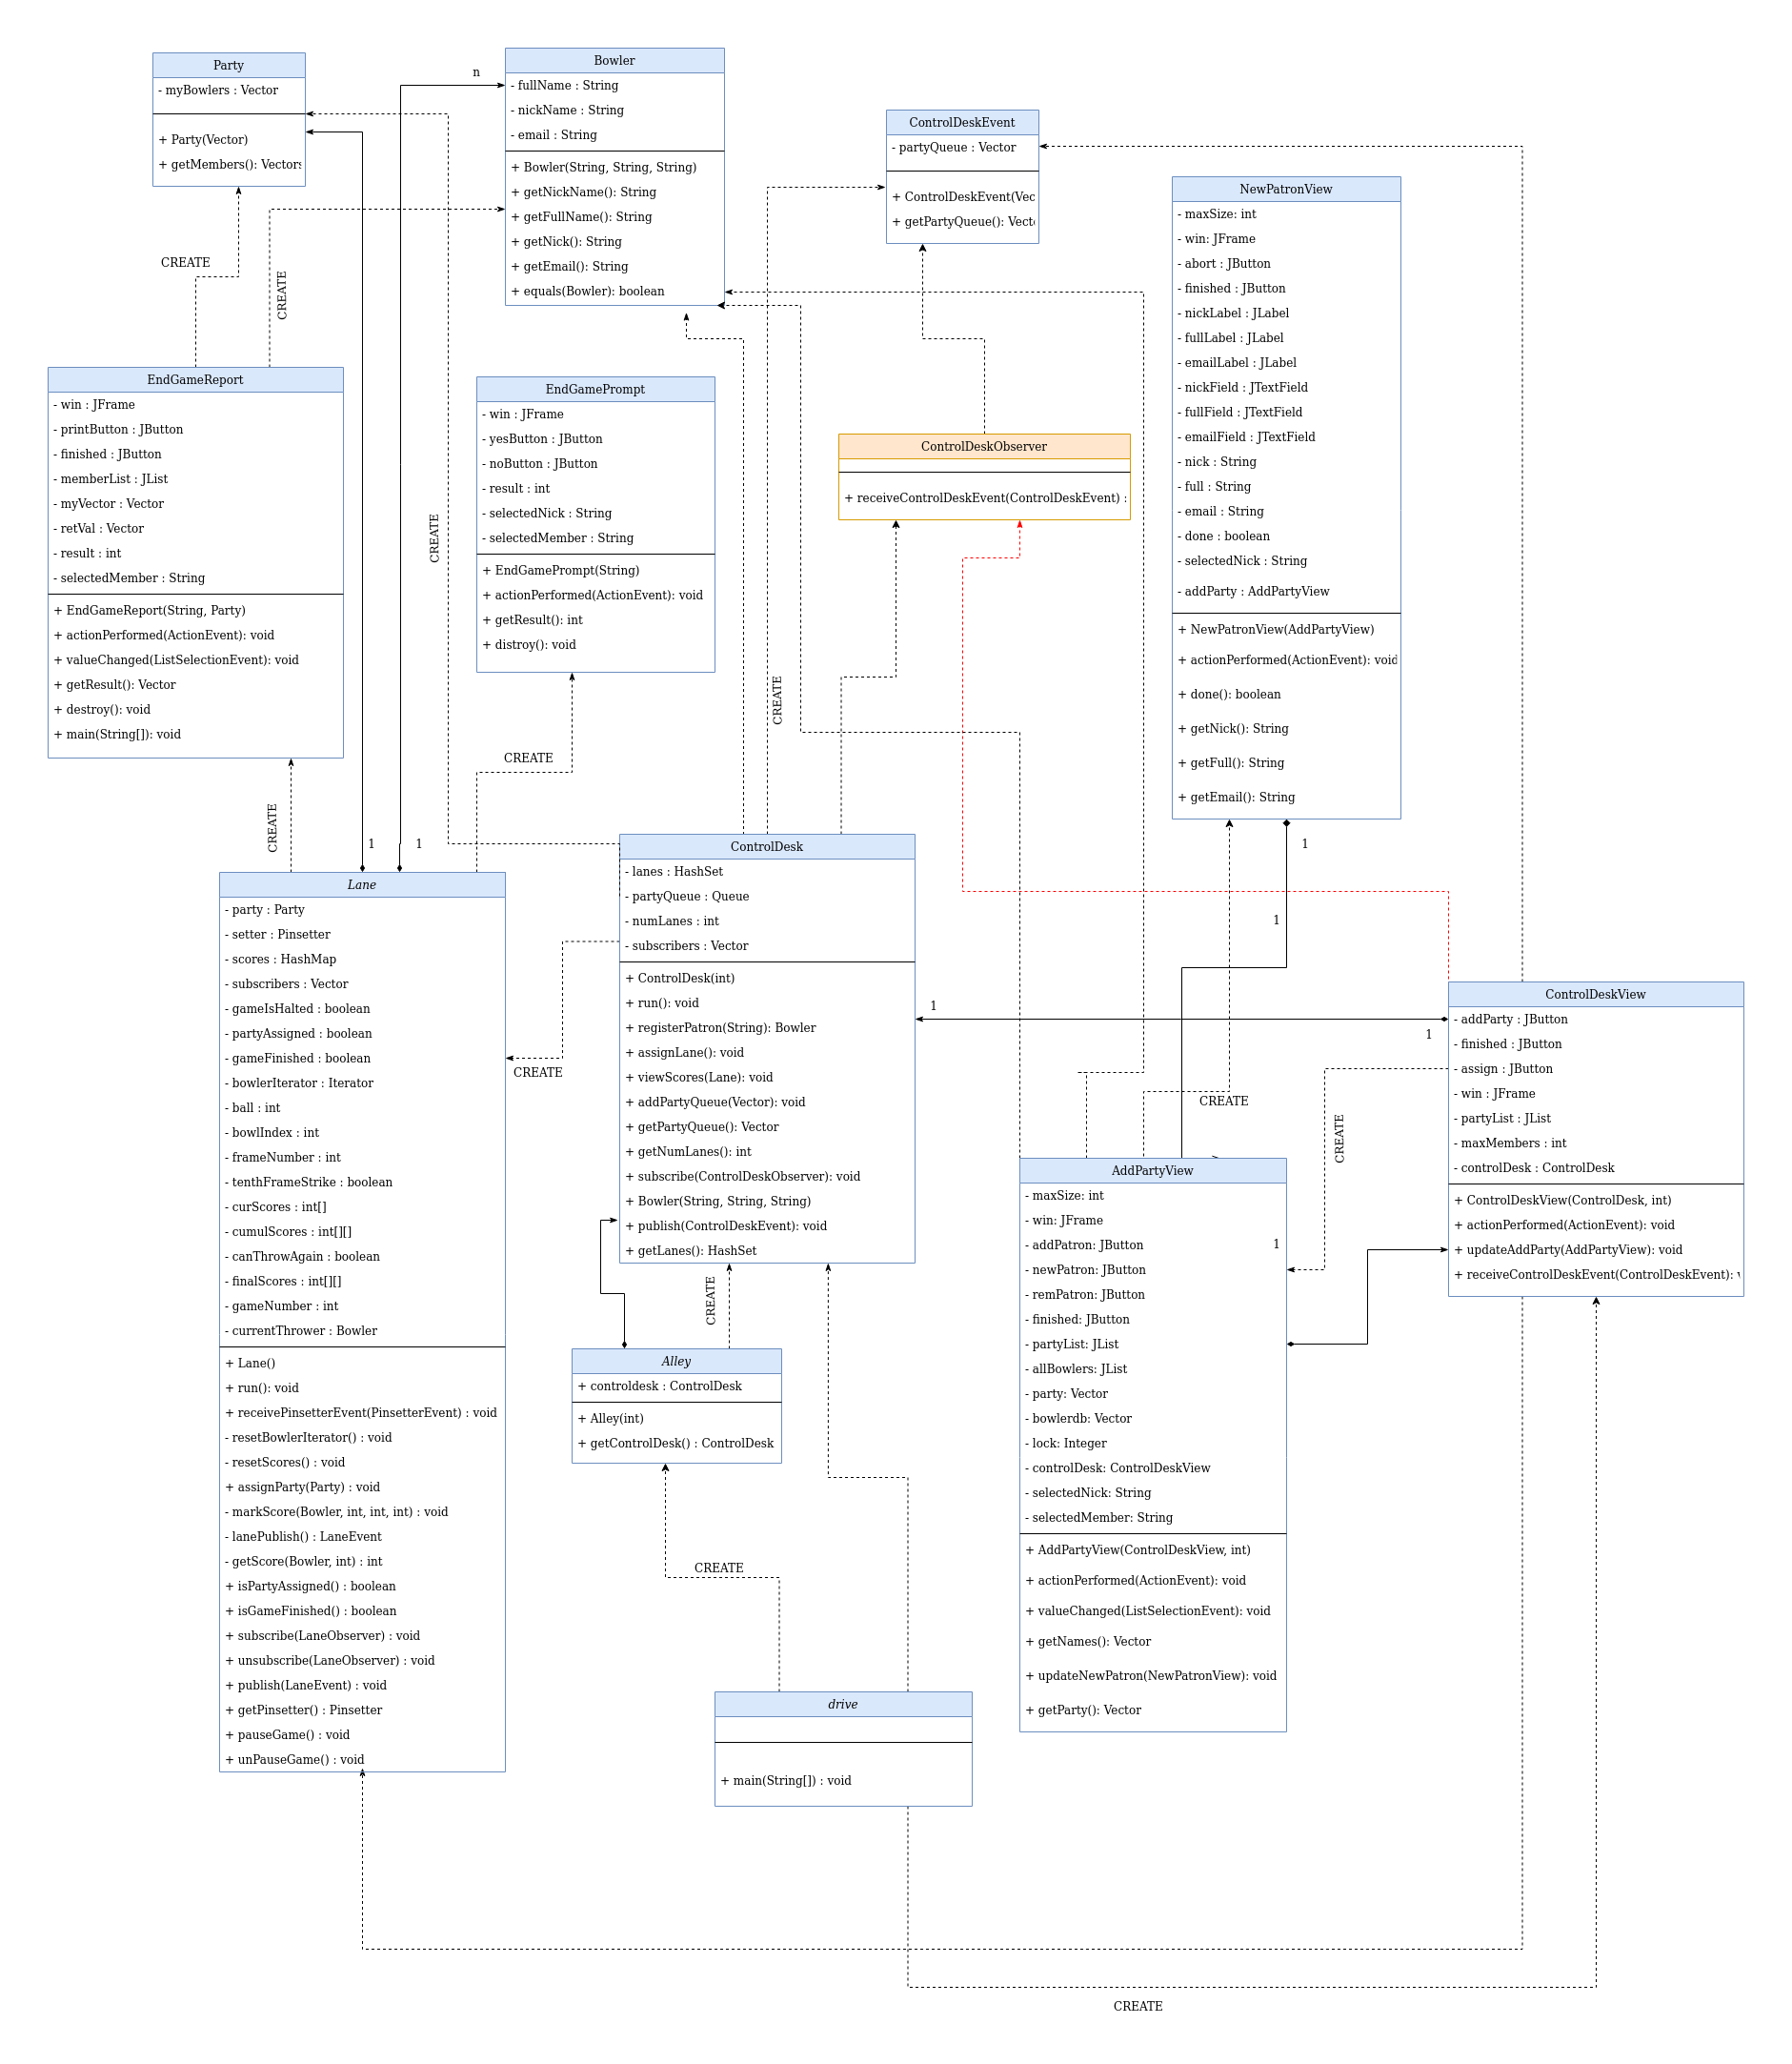 Party
- myBowlers : Vector
+ Party(Vector)
+ getMembers(): Vectors
n
Bowler
- fullName : String
- nickName : String
- email : String
+ Bowler(String, String, String)
+ getNickName(): String
+ getFullName(): String
+ getNick(): String
+ getEmail(): String
+ equals(Bowler): boolean
ControlDeskEvent
- partyQueue : Vector
+ ControlDeskEvent(Vec
+ getPartyQueue(): Vect
NewPatronView
- maxSize: int
- win: JFrame
- abort : JButton
- finished : JButton
- nickLabel : JLabel
- fullLabel : JLabel
- emailLabel : JLabel
- nickField : JTextField
- fullField : JTextField
- emailField : JTextField
- nick : String
- full : String
- email : String
- done : boolean
- selectedNick : String
- addParty : AddPartyView
+ NewPatronView(AddPartyView)
+ actionPerformed(ActionEvent): void
+ done(): boolean
+ getNick(): String
+ getFull(): String
+ getEmail(): String
CREATE
CREATE
EndGameReport
- win : JFrame
- printButton : JButton
- finished : JButton
- memberList : JList
- myVector : Vector
- retVal : Vector
- result : int
- selectedMember : String
+ EndGameReport(String, Party)
+ actionPerformed(ActionEvent): void
+ valueChanged(ListSelectionEvent): void
+ getResult(): Vector
+ destroy(): void
+ main(String[]): void
CREATE
EndGamePrompt
- win : JFrame
- yesButton : JButton
- noButton : JButton
- result : int
- selectedNick : String
- selectedMember : String
+ EndGamePrompt(String)
+ actionPerformed(ActionEvent): void
+ getResult(): int
+ distroy(): void
ControlDeskObserver
+ receiveControlDeskEvent(ControlDeskEvent) :
CREATE
CREATE
CREATE
1
1
1
1
Lane
- party : Party
- setter : Pinsetter
- scores : HashMap
- subscribers : Vector
- gameIsHalted : boolean
- partyAssigned : boolean
- gameFinished : boolean
- bowlerIterator : Iterator
- ball : int
- bowlIndex : int
- frameNumber : int
- tenthFrameStrike : boolean
- curScores : int[]
- cumulScores : int[][]
- canThrowAgain : boolean
- finalScores : int[][]
- gameNumber : int
- currentThrower : Bowler
+ Lane()
+ run(): void
+ receivePinsetterEvent(PinsetterEvent) : void
- resetBowlerIterator() : void
- resetScores() : void
+ assignParty(Party) : void
- markScore(Bowler, int, int, int) : void
- lanePublish() : LaneEvent
- getScore(Bowler, int) : int
+ isPartyAssigned() : boolean
+ isGameFinished() : boolean
+ subscribe(LaneObserver) : void
+ unsubscribe(LaneObserver) : void
+ publish(LaneEvent) : void
+ getPinsetter() : Pinsetter
+ pauseGame() : void
+ unPauseGame() : void
CREATE
ControlDesk
- lanes : HashSet
- partyQueue : Queue
- numLanes : int
- subscribers : Vector
+ ControlDesk(int)
+ run(): void
+ registerPatron(String): Bowler
+ assignLane(): void
+ viewScores(Lane): void
+ addPartyQueue(Vector): void
+ getPartyQueue(): Vector
+ getNumLanes(): int
+ subscribe(ControlDeskObserver): void
+ Bowler(String, String, String)
+ publish(ControlDeskEvent): void
+ getLanes(): HashSet
1
1
ControlDeskView
- addParty : JButton
- finished : JButton
- assign : JButton
- win : JFrame
- partyList : JList
- maxMembers : int
- controlDesk : ControlDesk
+ ControlDeskView(ControlDesk, int)
+ actionPerformed(ActionEvent): void
+ updateAddParty(AddPartyView): void
+ receiveControlDeskEvent(ControlDeskEvent):
CREATE
CREATE
CREATE
Alley
+ controldesk : ControlDesk
+ Alley(int)
+ getControlDesk() : ControlDesk
AddPartyView
- maxSize: int
- win: JFrame
- addPatron: JButton
1
- newPatron: JButton
- remPatron: JButton
- finished: JButton
- partyList: JList
- allBowlers: JList
- party: Vector
- bowlerdb: Vector
- lock: Integer
- controlDesk: ControlDeskView
- selectedNick: String
- selectedMember: String
+ AddPartyView(ControlDeskView, int)
+ actionPerformed(ActionEvent): void
+ valueChanged(ListSelectionEvent): void
+ getNames(): Vector
+ updateNewPatron(NewPatronView): void
+ getParty(): Vector
CREATE
drive
+ main(String[]) : void
CREATE